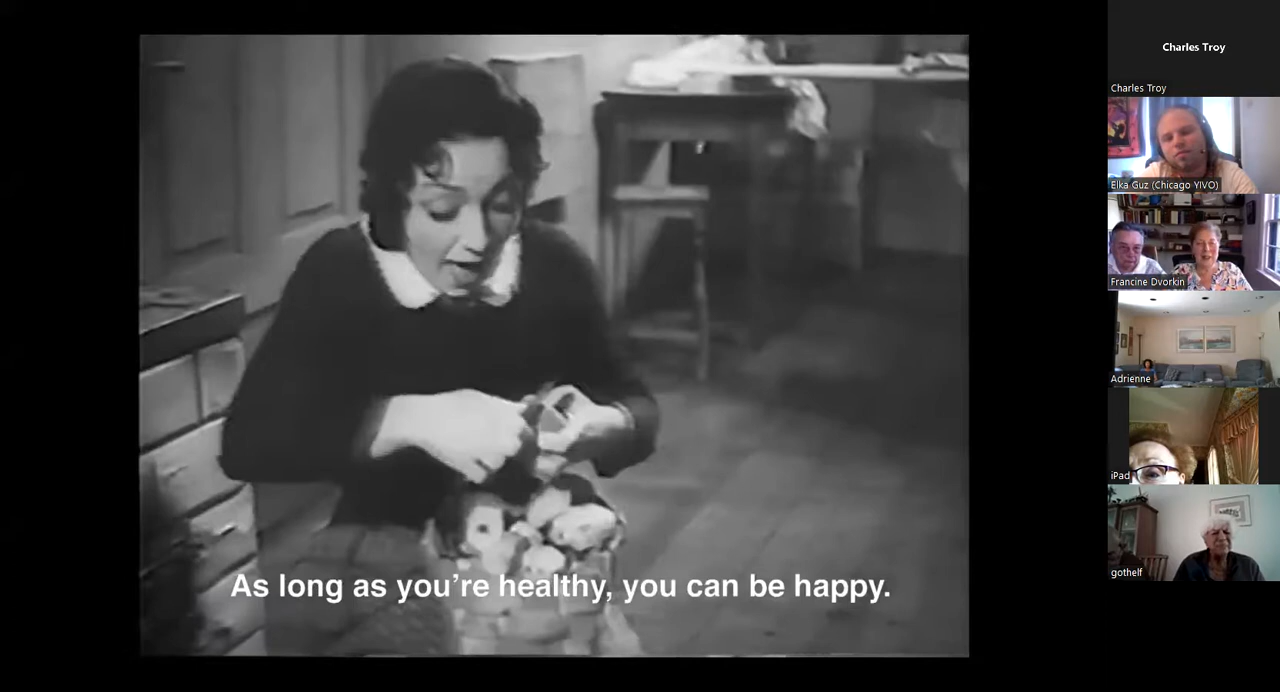 Charles Troy
Charles Troy
Elka Guz (Chicago YIVO)
Francine Dvorkin
Adrienne
iPad
gothelf
As long as you're healthy, you can be happy.